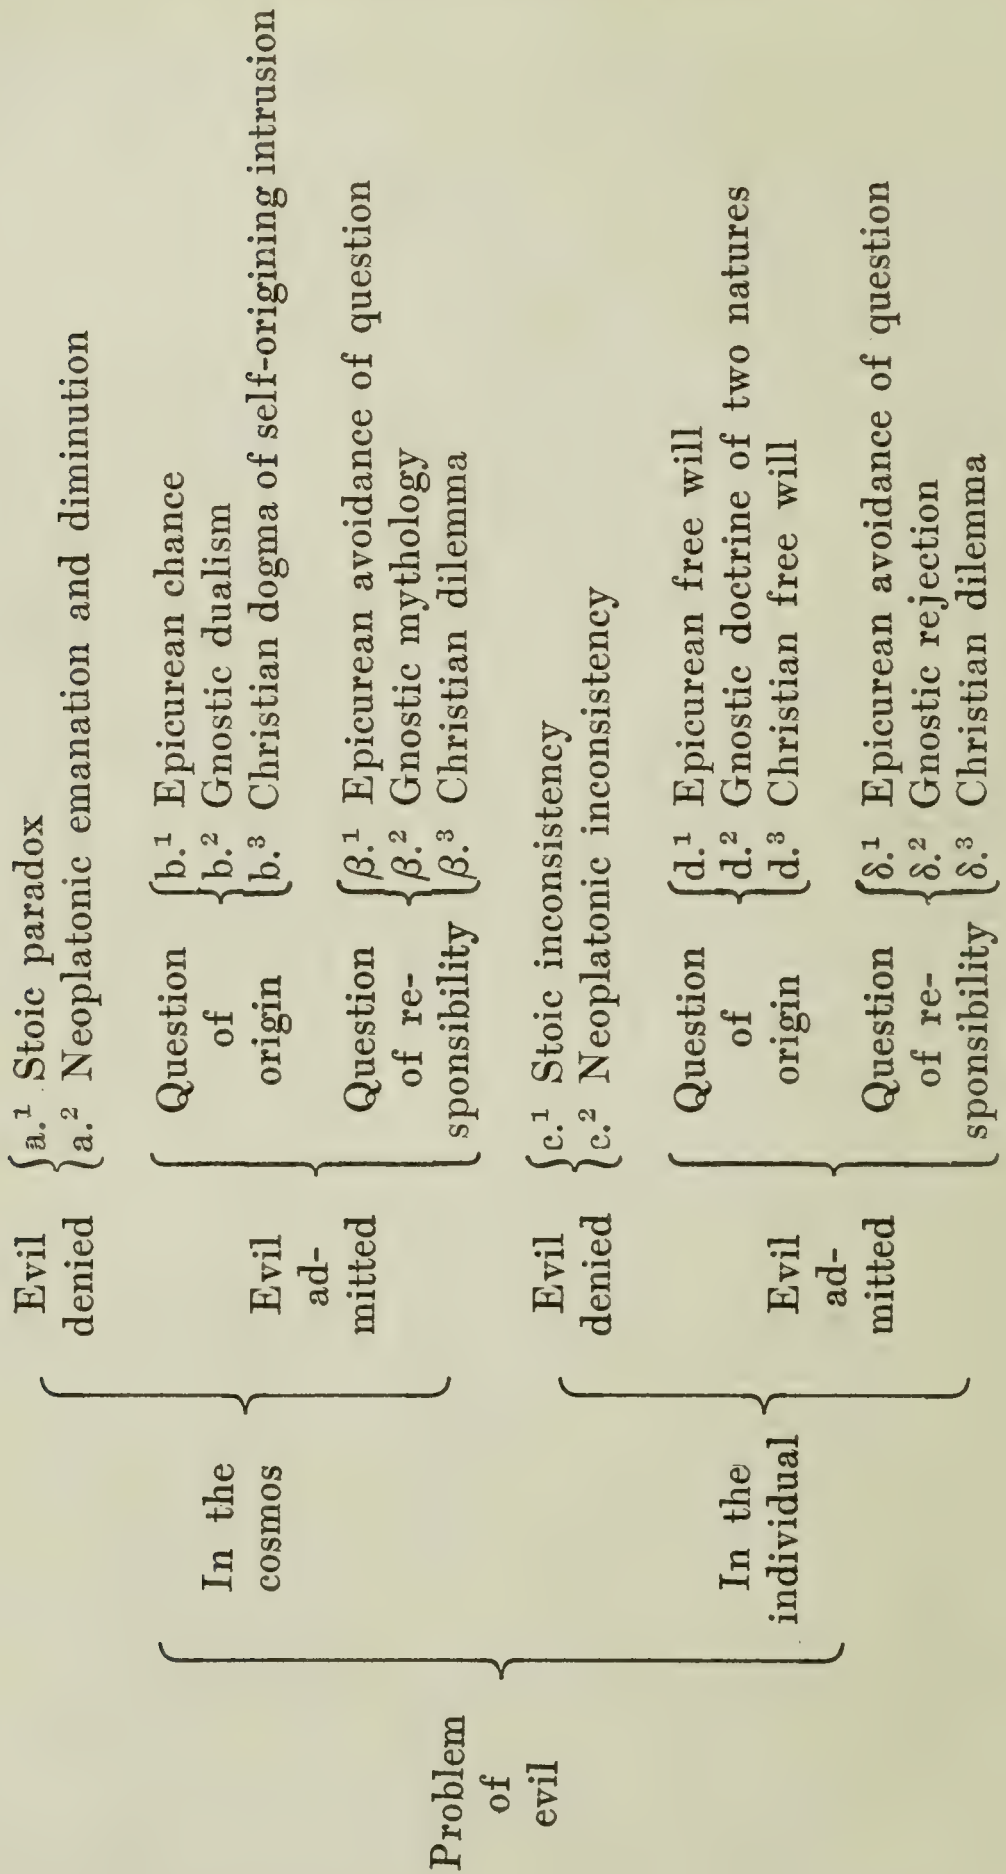 Problem
of
evil
In the
cosmos
Evil
denied
a.¹ Stoic paradox
a.² Neoplatonic emanation and diminution
Evil
ad-
mitted
Question
of
origin
b.¹ Epicurean chance
b.² Gnostic dualism
b.³ Christian dogma of self-origining intrusion
Question
of re-
sponsibility
β.¹ Epicurean avoidance of question
β.² Gnostic mythology
β.³ Christian dilemma
In the
individual
Evil
denied
c.¹ Stoic inconsistency
c.² Neoplatonic inconsistency
Evil
ad-
mitted
Question
of
origin
d.¹ Epicurean free will
d.² Gnostic doctrine of two natures
d.³ Christian free will
Question
of re-
sponsibility
δ.¹ Epicurean avoidance of question
δ.² Gnostic rejection
δ.³ Christian dilemma